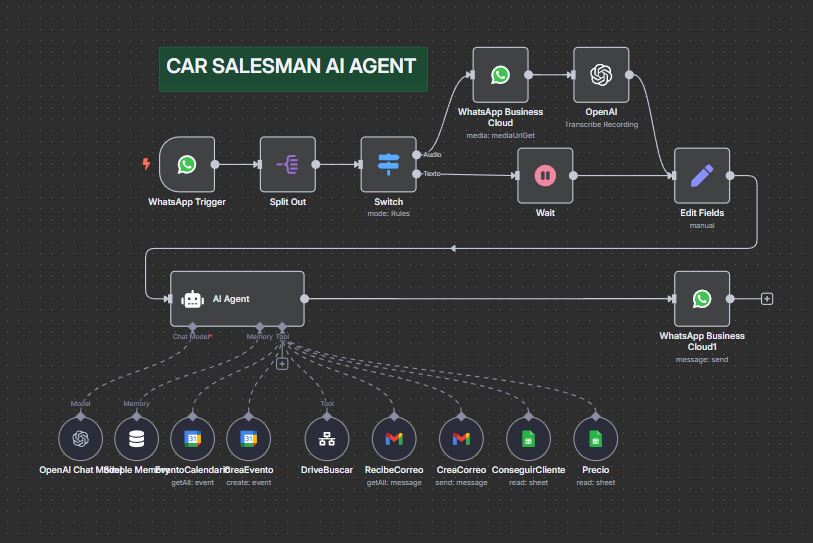 CAR SALESMAN AI AGENT
WhatsApp Business
Cloud
media: mediaUrlGet
OpenAI
Transcribe Recording
Audio
Texto
WhatsApp Trigger
Split Out
Switch
mode: Rules
Wait
Edit Fields
manual
AI Agent
Chat Model*
Memory
Tool
WhatsApp Business
Cloud1
message: send
Model
Memory
Tool
31
31
OpenAI Chat Model
Simple Memory
EventoCalendario
getAll: event
CreaEvento
create: event
DriveBuscar
RecibeCorreo
getAll: message
CreaCorreo
send: message
ConseguirCliente
read: sheet
Precio
read: sheet